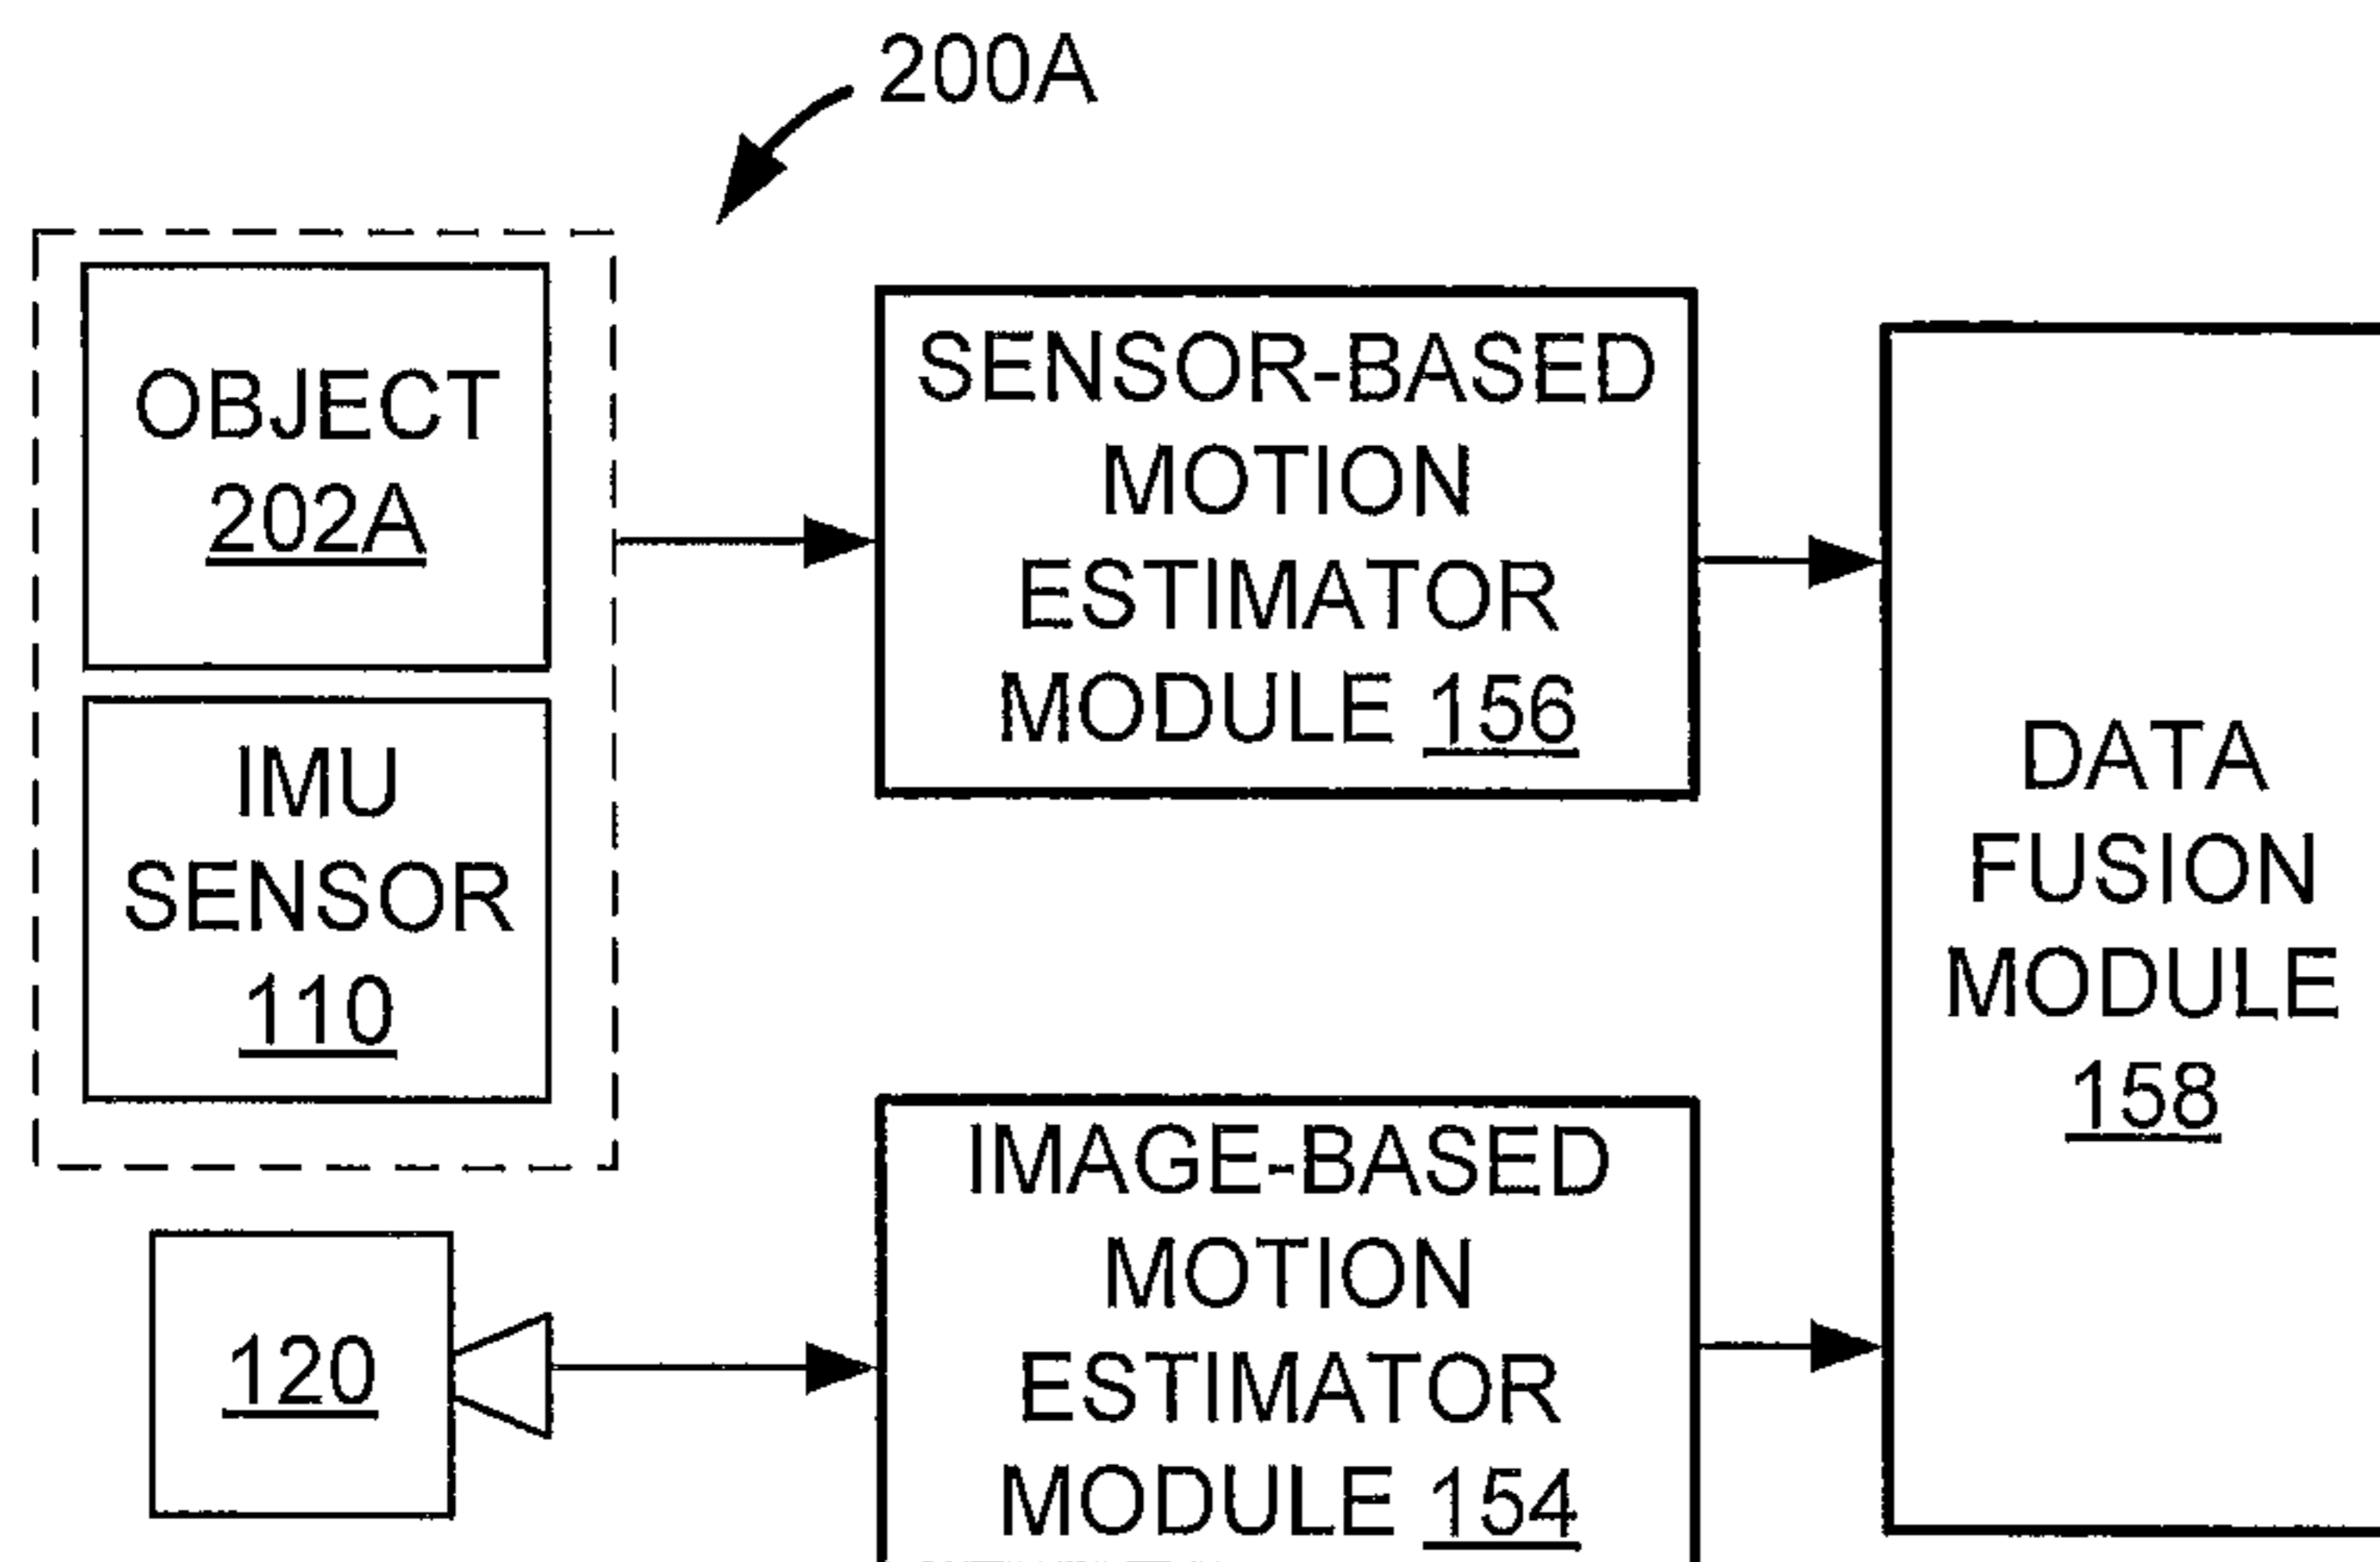 200A
OBJECT
202A
IMU
SENSOR
110
120
SENSOR-BASED
MOTION
ESTIMATOR
MODULE 156
IMAGE-BASED
MOTION
ESTIMATOR
MODULE 154
DATA
FUSION
MODULE
158